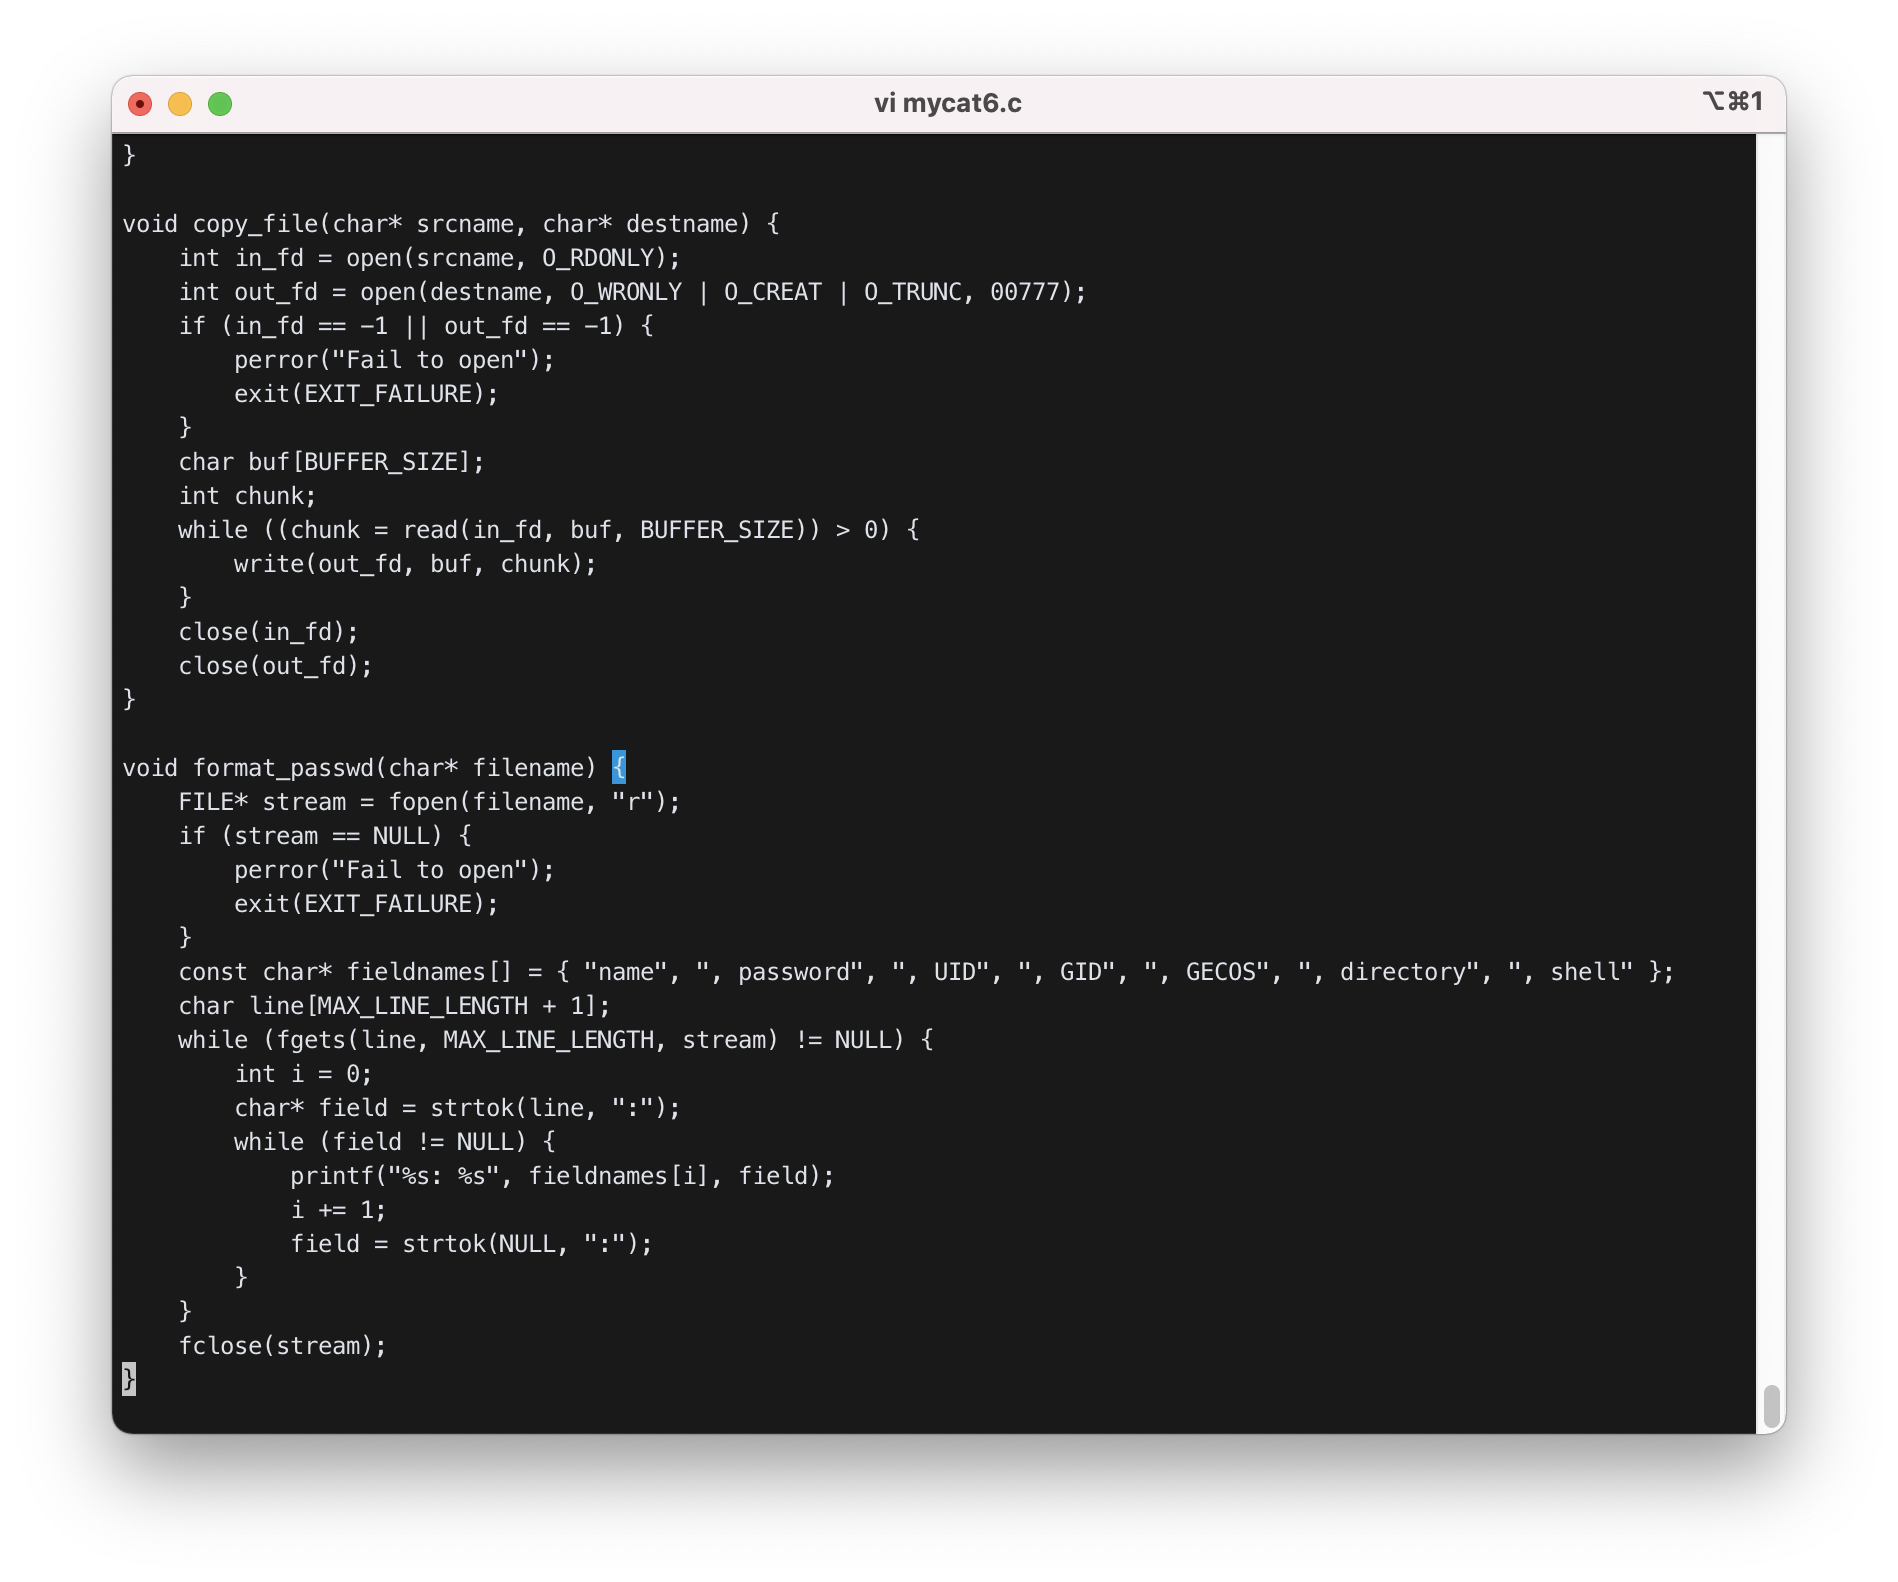 vi mycat6.c
⌥⌘1
}
void copy_file(char* srcname, char* destname) {
    int in_fd = open(srcname, O_RDONLY);
    int out_fd = open(destname, O_WRONLY | O_CREAT | O_TRUNC, 00777);
    if (in_fd == -1 || out_fd == -1) {
        perror("Fail to open");
        exit(EXIT_FAILURE);
    }
    char buf[BUFFER_SIZE];
    int chunk;
    while ((chunk = read(in_fd, buf, BUFFER_SIZE)) > 0) {
        write(out_fd, buf, chunk);
    }
    close(in_fd);
    close(out_fd);
}
void format_passwd(char* filename) {
    FILE* stream = fopen(filename, "r");
    if (stream == NULL) {
        perror("Fail to open");
        exit(EXIT_FAILURE);
    }
    const char* fieldnames[] = { "name", ", password", ", UID", ", GID", ", GECOS", ", directory", ", shell" };
    char line[MAX_LINE_LENGTH + 1];
    while (fgets(line, MAX_LINE_LENGTH, stream) != NULL) {
        int i = 0;
        char* field = strtok(line, ":");
        while (field != NULL) {
            printf("%s: %s", fieldnames[i], field);
            i += 1;
            field = strtok(NULL, ":");
        }
    }
    fclose(stream);
}